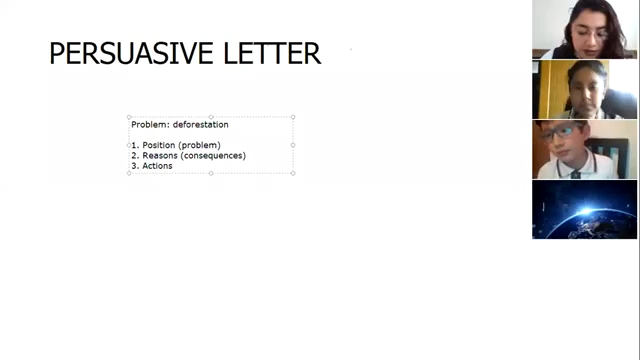 PERSUASIVE LETTER
Problem: deforestation
1. Position (problem)
2. Reasons (consequences)
3. Actions